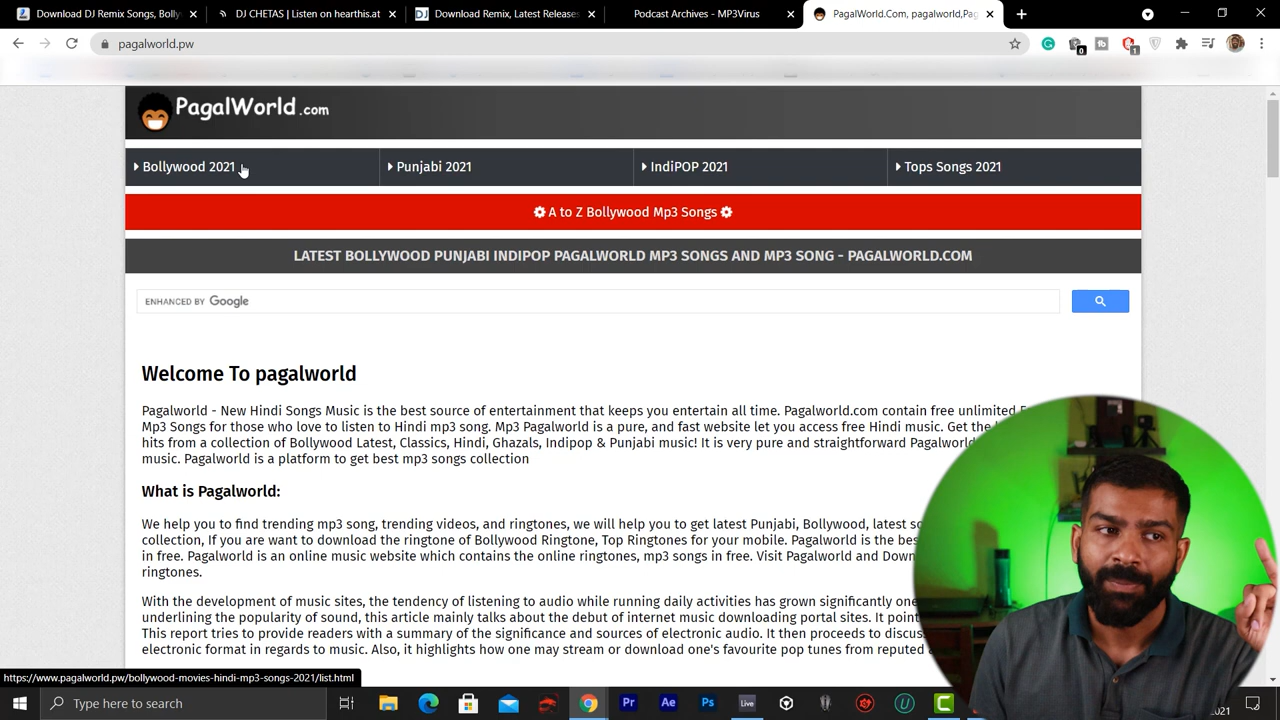 Download DJ Remix Songs, Bolly
DJ CHETAS | Listen on hearthis.at
DJ Download Remix, Latest Releases
Podcast Archives - MP3Virus
PagalWorld.Com, pagalworld,Pag
pagalworld.pw
0
1
PagalWorld.com
Bollywood 2021
Punjabi 2021
IndiPOP 2021
Tops Songs 2021
A to Z Bollywood Mp3 Songs
LATEST BOLLYWOOD PUNJABI INDIPOP PAGALWORLD MP3 SONGS AND MP3 SONG - PAGALWORLD.COM
ENHANCED BY Google
Welcome To pagalworld
Pagalworld - New Hindi Songs Music is the best source of entertainment that keeps you entertain all time. Pagalworld.com contain free unlimited
Mp3 Songs for those who love to listen to Hindi mp3 song. Mp3 Pagalworld is a pure, and fast website let you access free Hindi music. Get the
hits from a collection of Bollywood Latest, Classics, Hindi, Ghazals, Indipop & Punjabi music! It is very pure and straightforward Pagalworld
music. Pagalworld is a platform to get best mp3 songs collection
What is Pagalworld:
We help you to find trending mp3 song, trending videos, and ringtones, we will help you to get latest Punjabi, Bollywood, latest
collection, If you are want to download the ringtone of Bollywood Ringtone, Top Ringtones for your mobile. Pagalworld is the
in free. Pagalworld is an online music website which contains the online ringtones, mp3 songs in free. Visit Pagalworld and
ringtones.
With the development of music sites, the tendency of listening to audio while running daily activities has grown significantly
underlining the popularity of sound, this article mainly talks about the debut of internet music downloading portal sites. It
This report tries to provide readers with a summary of the significance and sources of electronic audio. It then proceeds to
electronic format in regards to music. Also, it highlights how one may stream or download one's favourite pop tunes from reputed
https://www.pagalworld.pw/bollywood-movies-hindi-mp3-songs-2021/list.html
Type here to search
Pr
Ae
Ps
Live
2021